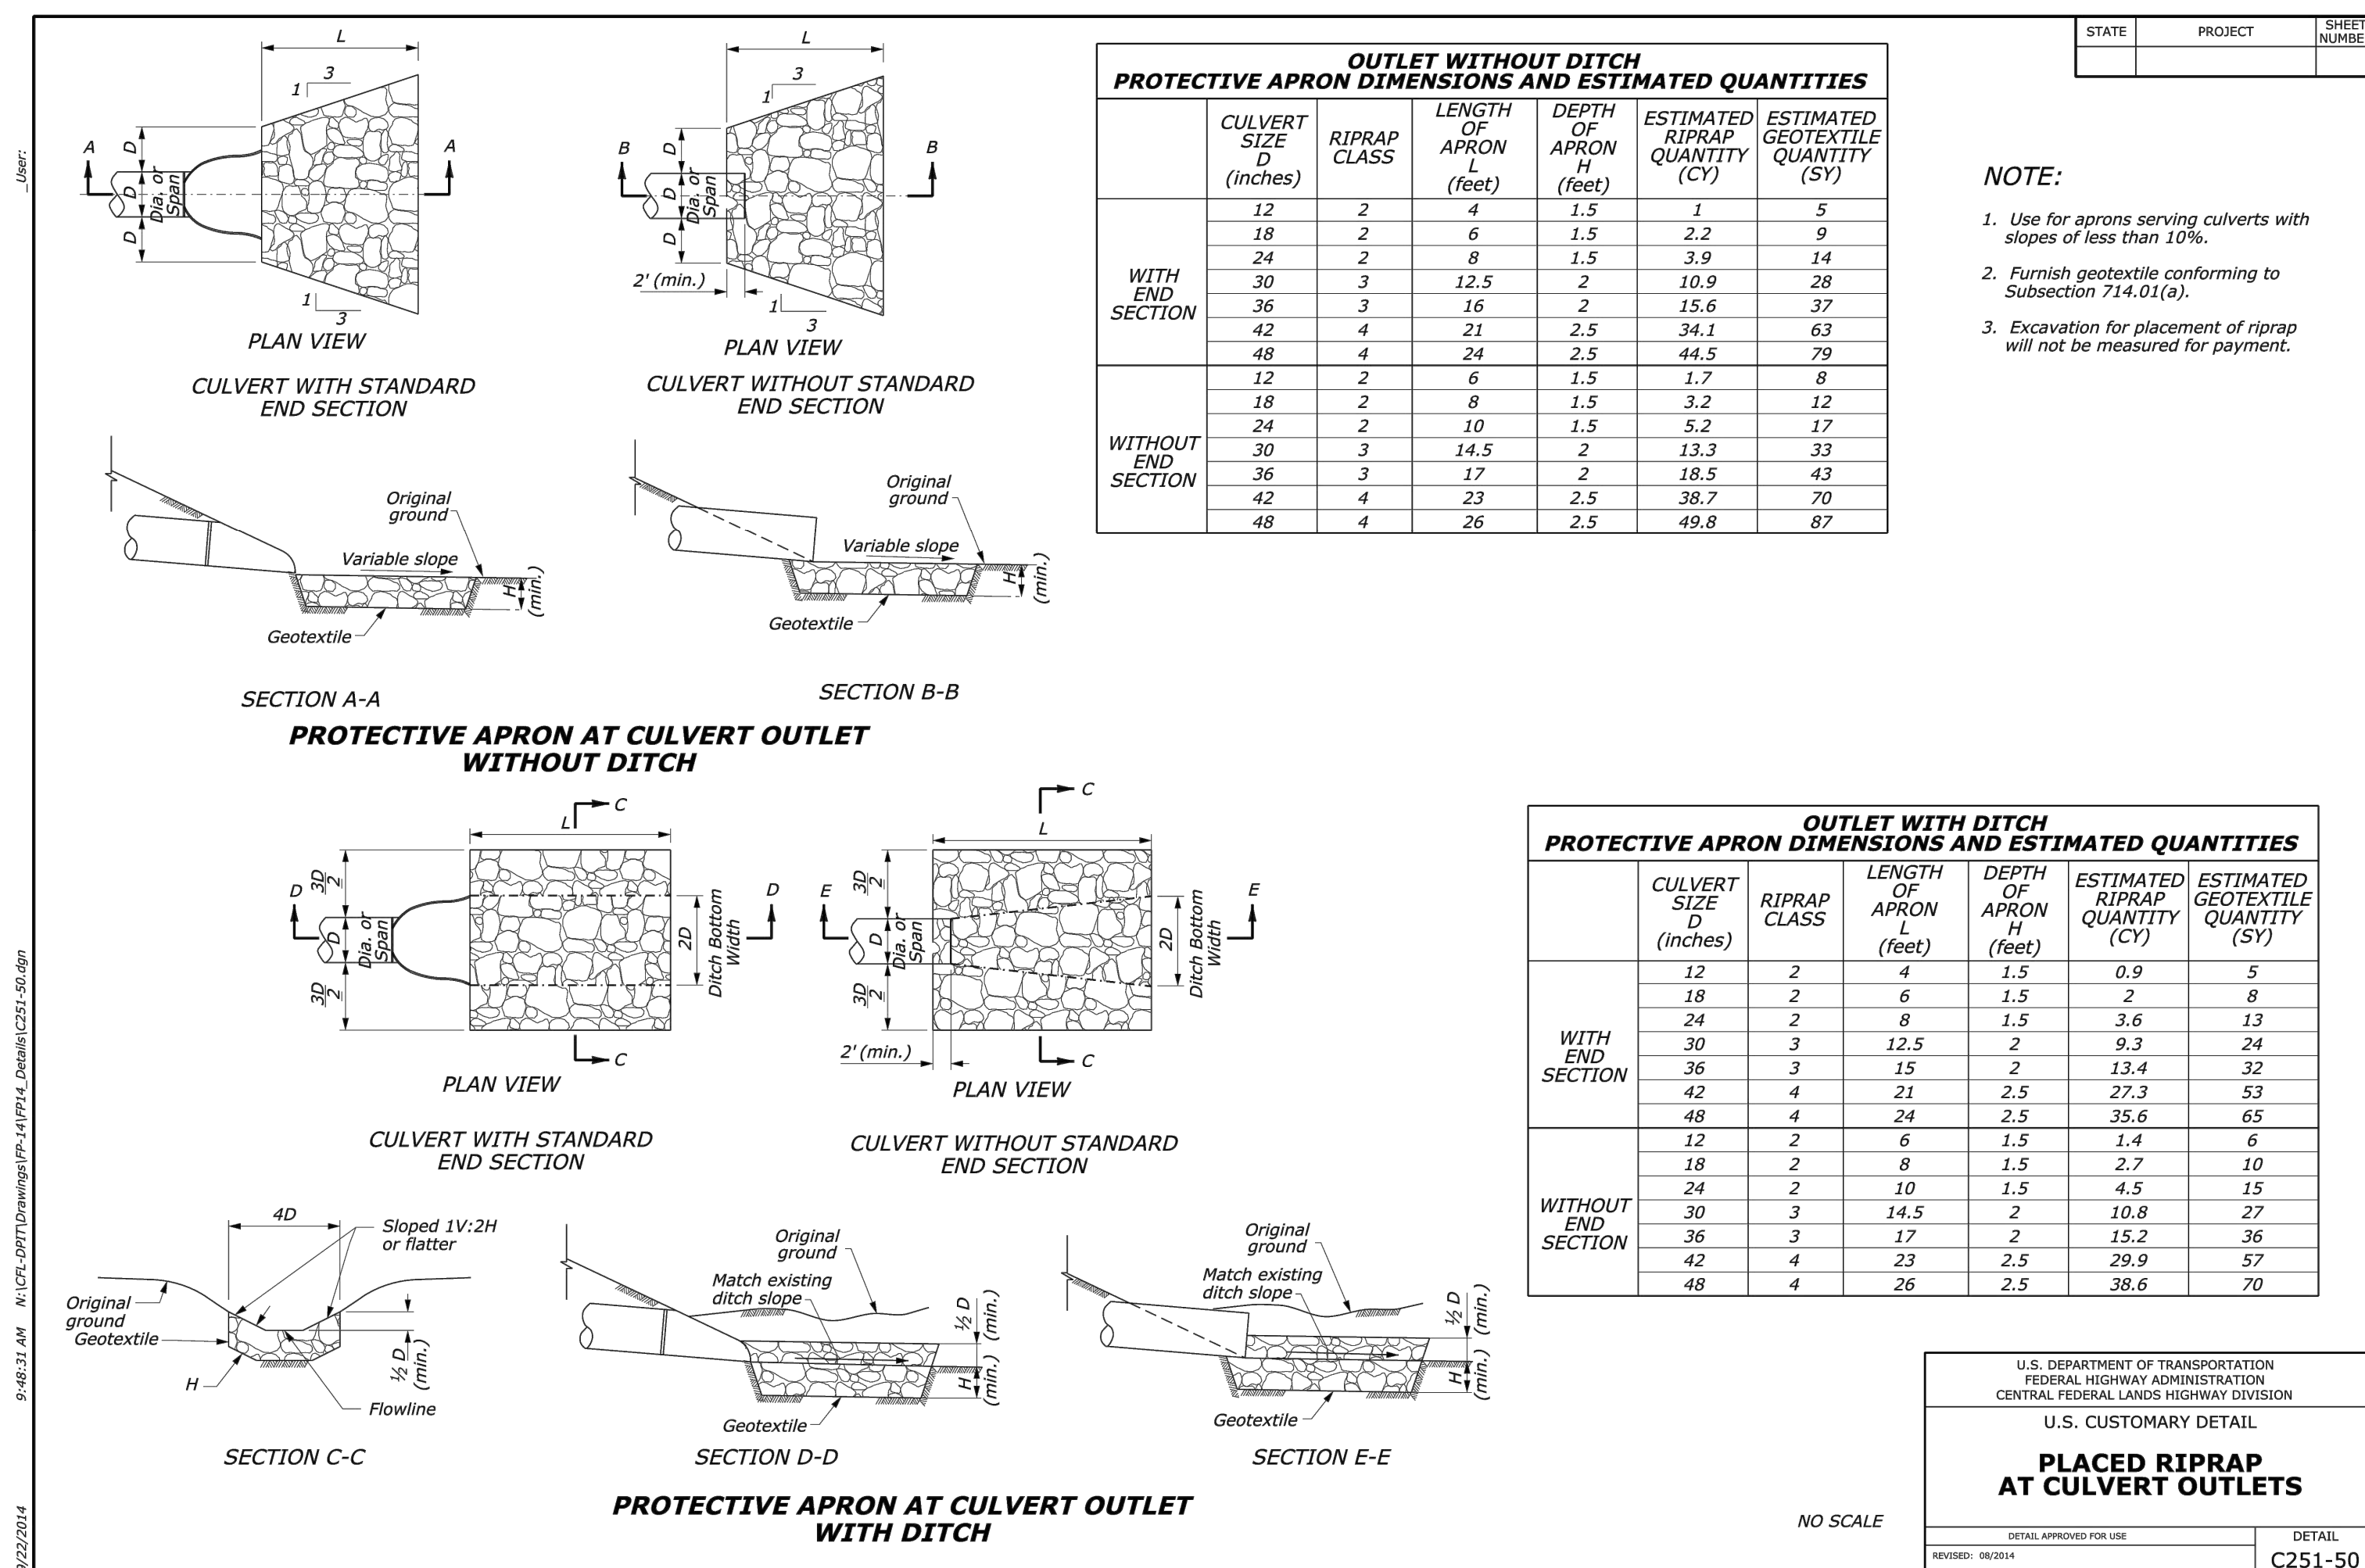 _User:
9:48:31 AM N:\CFL-DPIT\Drawings\FP-14\FP14_Details\C251-50.dgn
9/22/2014
STATE
PROJECT
SHEET
L
3
1
A
A
D
D
D
Dia. or
Span
1
3
PLAN VIEW
CULVERT WITH STANDARD
END SECTION
L
3
1
B
B
D
D
D
Dia. or
Span
2' (min.)
1
3
PLAN VIEW
CULVERT WITHOUT STANDARD
END SECTION
Original
ground
Variable slope
H
(min.)
Geotextile
SECTION A-A
Original
ground
Variable slope
H
(min.)
Geotextile
SECTION B-B
PROTECTIVE APRON AT CULVERT OUTLET
WITHOUT DITCH
OUTLET WITHOUT DITCH
PROTECTIVE APRON DIMENSIONS AND ESTIMATED QUANTITIES
CULVERT SIZE D (inches) RIPRAP CLASS LENGTH OF APRON L (feet) DEPTH OF APRON H (feet) ESTIMATED RIPRAP QUANTITY (CY) ESTIMATED GEOTEXTILE QUANTITY (SY)
WITH END SECTION
12 2 4 1.5 1 5
18 2 6 1.5 2.2 9
24 2 8 1.5 3.9 14
30 3 12.5 2 10.9 28
36 3 16 2 15.6 37
42 4 21 2.5 34.1 63
48 4 24 2.5 44.5 79
WITHOUT END SECTION
12 2 6 1.5 1.7 8
18 2 8 1.5 3.2 12
24 2 10 1.5 5.2 17
30 3 14.5 2 13.3 33
36 3 17 2 18.5 43
42 4 23 2.5 38.7 70
48 4 26 2.5 49.8 87
NOTE:
1. Use for aprons serving culverts with
slopes of less than 10%.
2. Furnish geotextile conforming to
Subsection 714.01(a).
3. Excavation for placement of riprap
will not be measured for payment.
C
L
3D
2
D
D
D
Dia. or
Span
3D
2
2D
Ditch Bottom
Width
C
PLAN VIEW
CULVERT WITH STANDARD
END SECTION
C
L
3D
2
E
E
D
Dia. or
Span
3D
2
2D
Ditch Bottom
Width
2' (min.)
C
PLAN VIEW
CULVERT WITHOUT STANDARD
END SECTION
4D
Sloped 1V:2H
or flatter
Original
ground
Geotextile
H
½ D
(min.)
Flowline
SECTION C-C
Original
ground
Match existing
ditch slope
½ D
(min.)
H
(min.)
Geotextile
SECTION D-D
Original
ground
Match existing
ditch slope
½ D
(min.)
H
(min.)
Geotextile
SECTION E-E
PROTECTIVE APRON AT CULVERT OUTLET
WITH DITCH
OUTLET WITH DITCH
PROTECTIVE APRON DIMENSIONS AND ESTIMATED QUANTITIES
CULVERT SIZE D (inches) RIPRAP CLASS LENGTH OF APRON L (feet) DEPTH OF APRON H (feet) ESTIMATED RIPRAP QUANTITY (CY) ESTIMATED GEOTEXTILE QUANTITY (SY)
WITH END SECTION
12 2 4 1.5 0.9 5
18 2 6 1.5 2 8
24 2 8 1.5 3.6 13
30 3 12.5 2 9.3 24
36 3 15 2 13.4 32
42 4 21 2.5 27.3 53
48 4 24 2.5 35.6 65
WITHOUT END SECTION
12 2 6 1.5 1.4 6
18 2 8 1.5 2.7 10
24 2 10 1.5 4.5 15
30 3 14.5 2 10.8 27
36 3 17 2 15.2 36
42 4 23 2.5 29.9 57
48 4 26 2.5 38.6 70
NO SCALE
U.S. DEPARTMENT OF TRANSPORTATION
FEDERAL HIGHWAY ADMINISTRATION
CENTRAL FEDERAL LANDS HIGHWAY DIVISION
U.S. CUSTOMARY DETAIL
PLACED RIPRAP
AT CULVERT OUTLETS
DETAIL APPROVED FOR USE
REVISED: 08/2014
DETAIL
C251-50